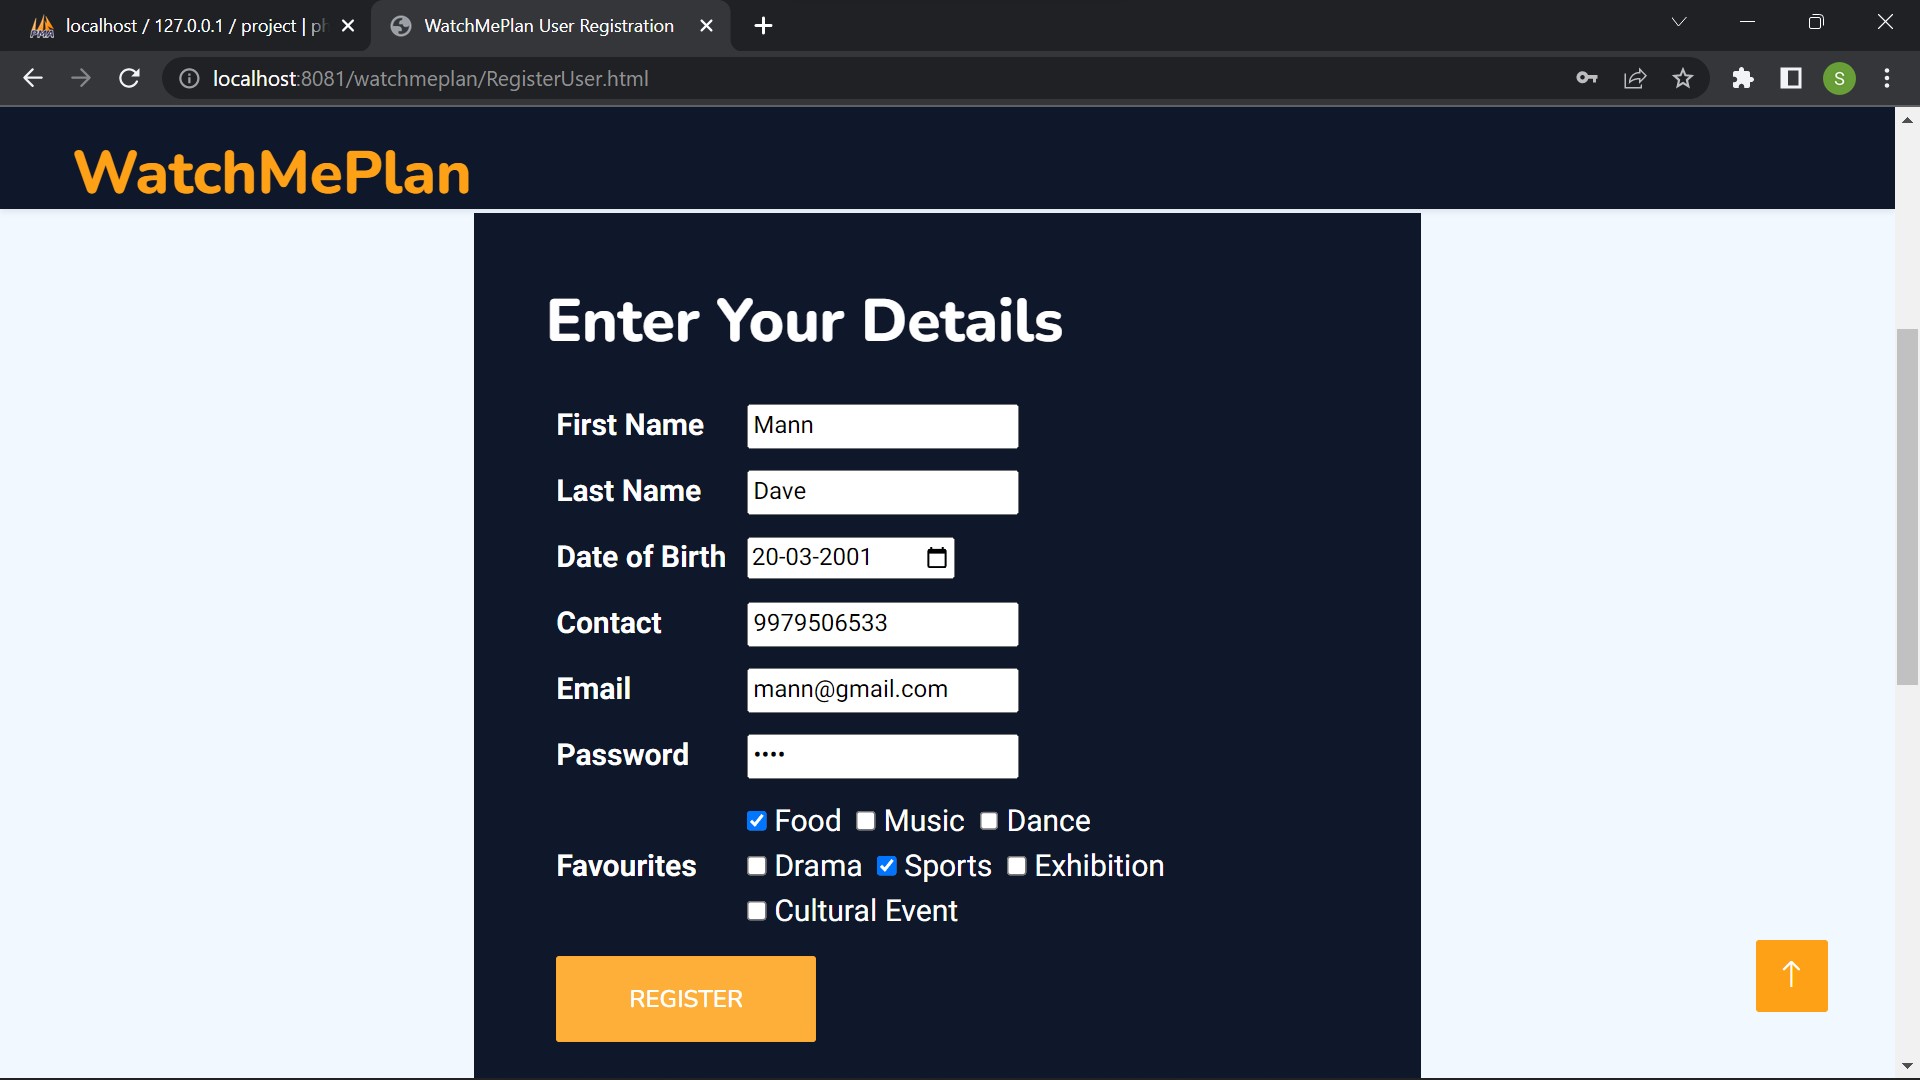 localhost / 127.0.0.1 / project | ph
WatchMePlan User Registration
localhost:8081/watchmeplan/RegisterUser.html
S
WatchMePlan
Enter Your Details
First Name Mann
Last Name Dave
Date of Birth 20-03-2001
Contact 9979506533
Email mann@gmail.com
Password ••••
Food Music Dance
Favourites Drama Sports Exhibition
Cultural Event
REGISTER